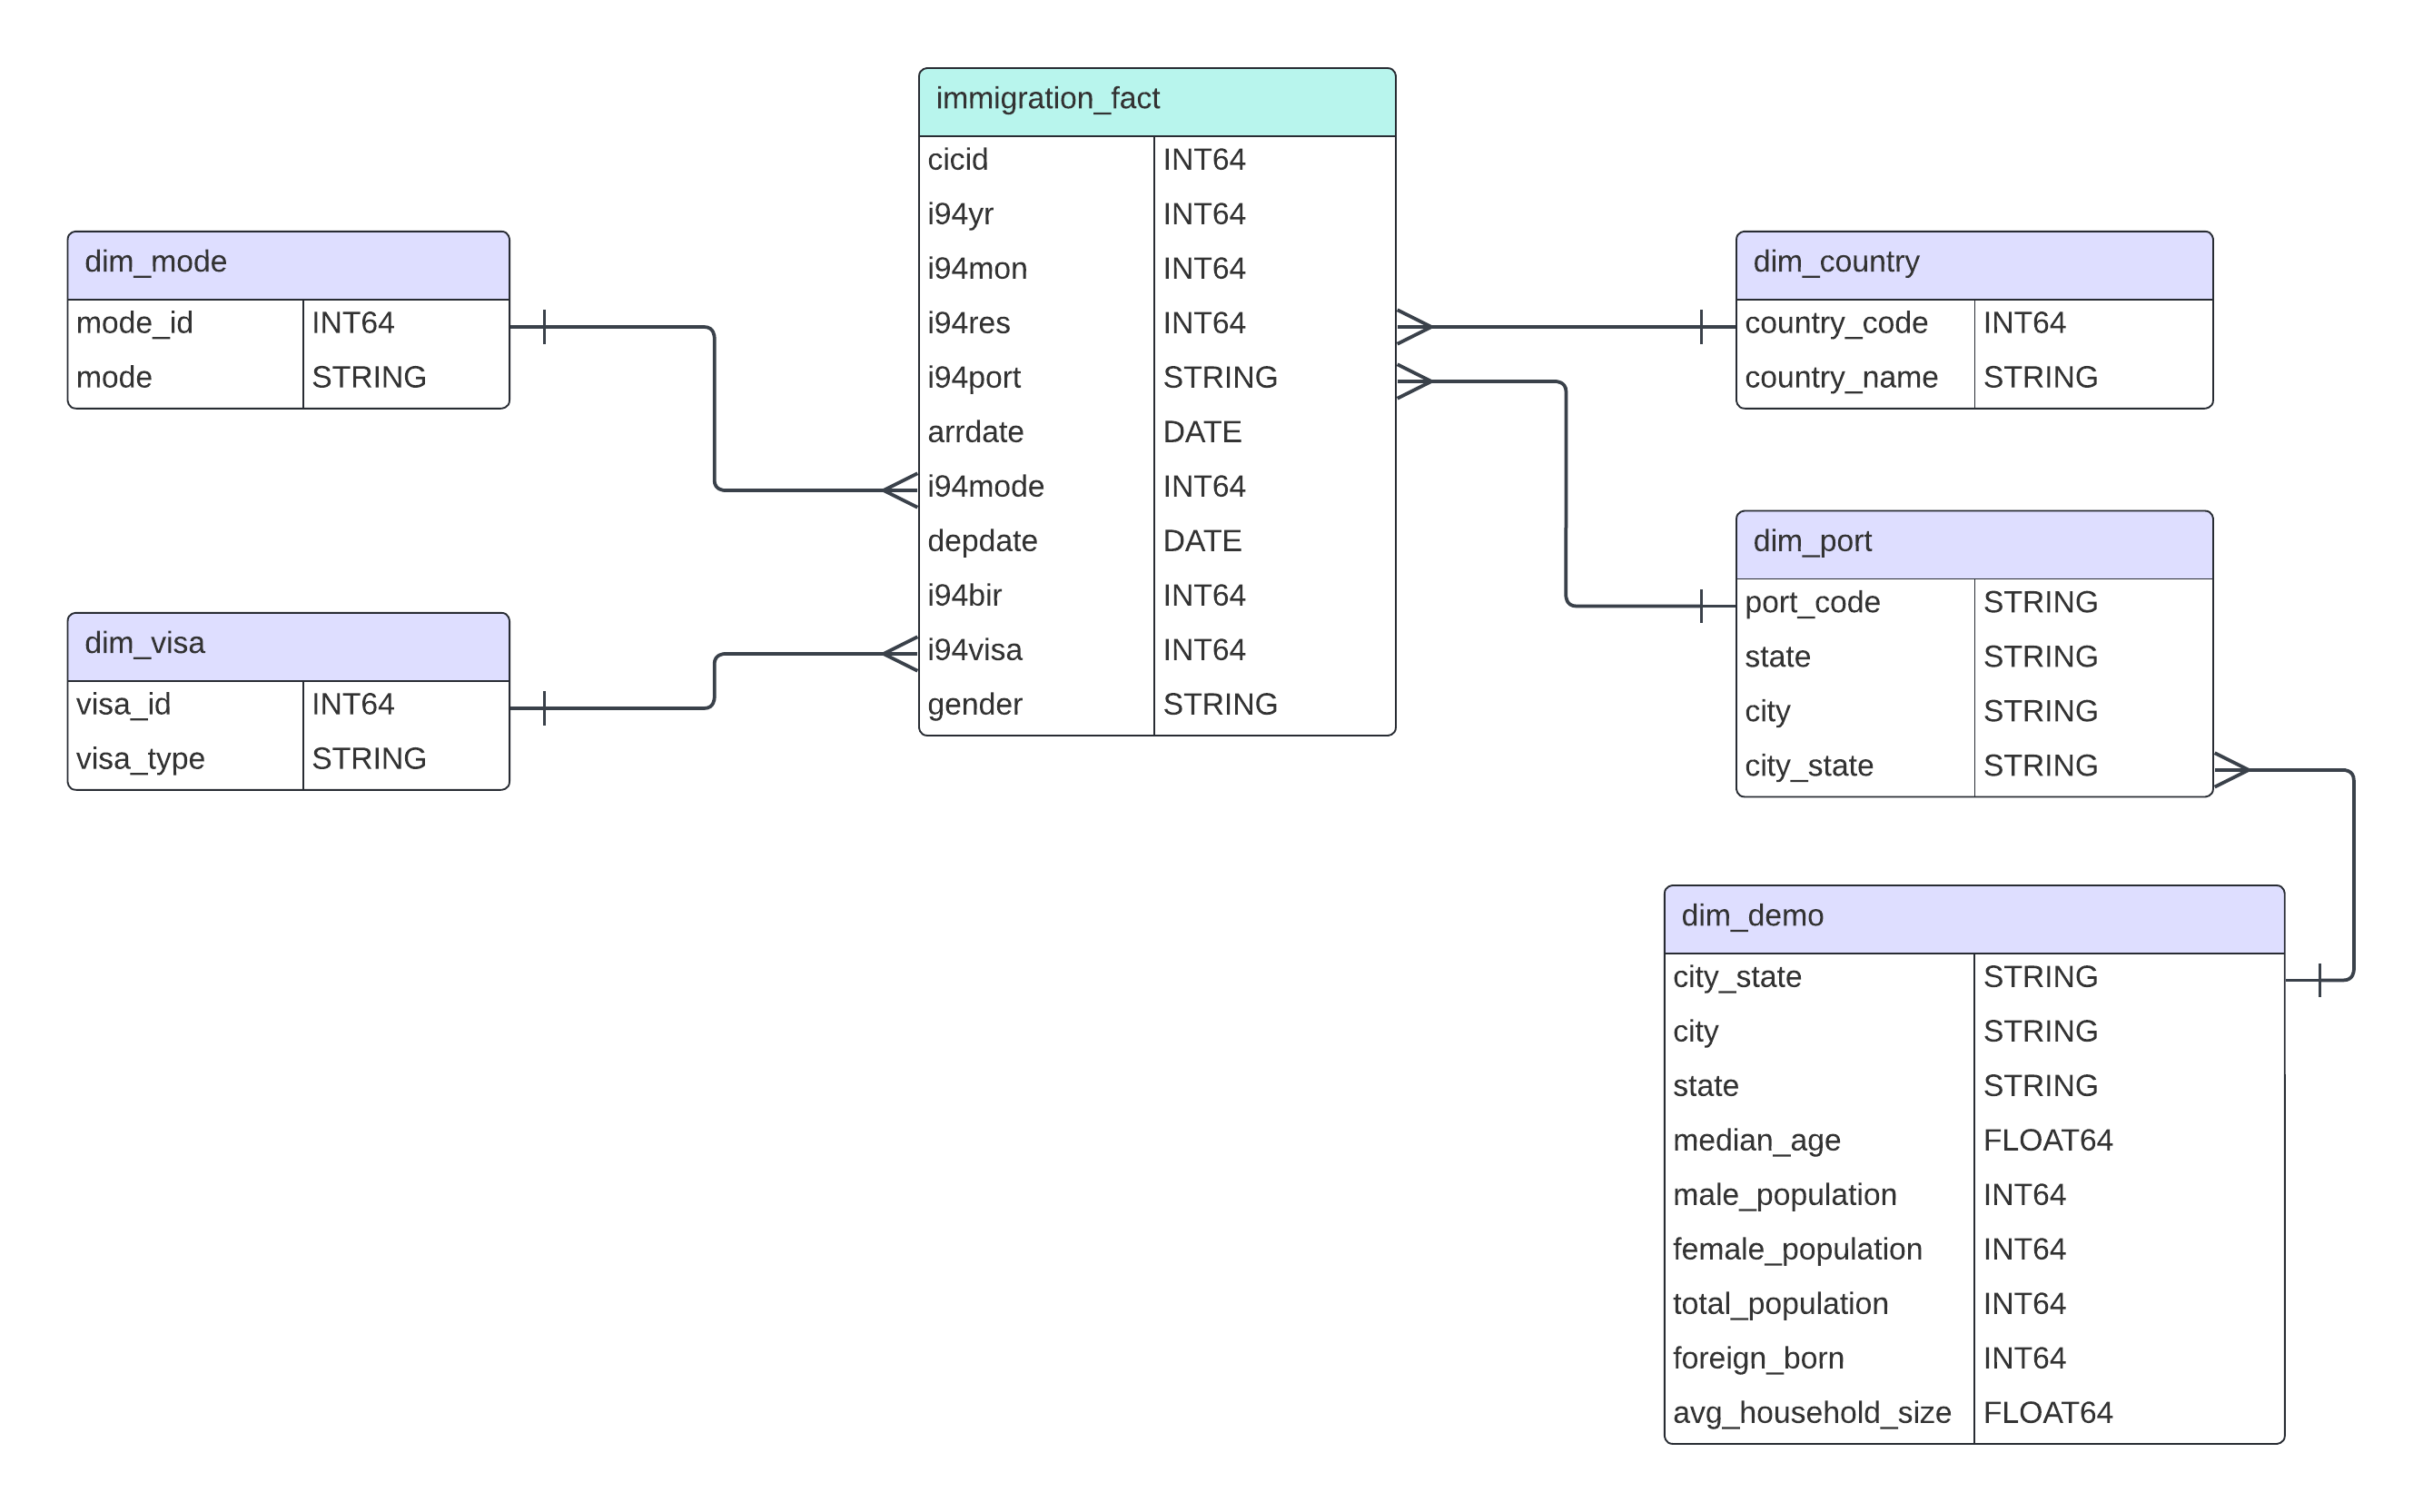 immigration_fact
cicid INT64
i94yr INT64
i94mon INT64
i94res INT64
i94port STRING
arrdate DATE
i94mode INT64
depdate DATE
i94bir INT64
i94visa INT64
gender STRING
dim_mode
mode_id INT64
mode STRING
dim_visa
visa_id INT64
visa_type STRING
dim_country
country_code INT64
country_name STRING
dim_port
port_code STRING
state STRING
city STRING
city_state STRING
dim_demo
city_state STRING
city STRING
state STRING
median_age FLOAT64
male_population INT64
female_population INT64
total_population INT64
foreign_born INT64
avg_household_size FLOAT64